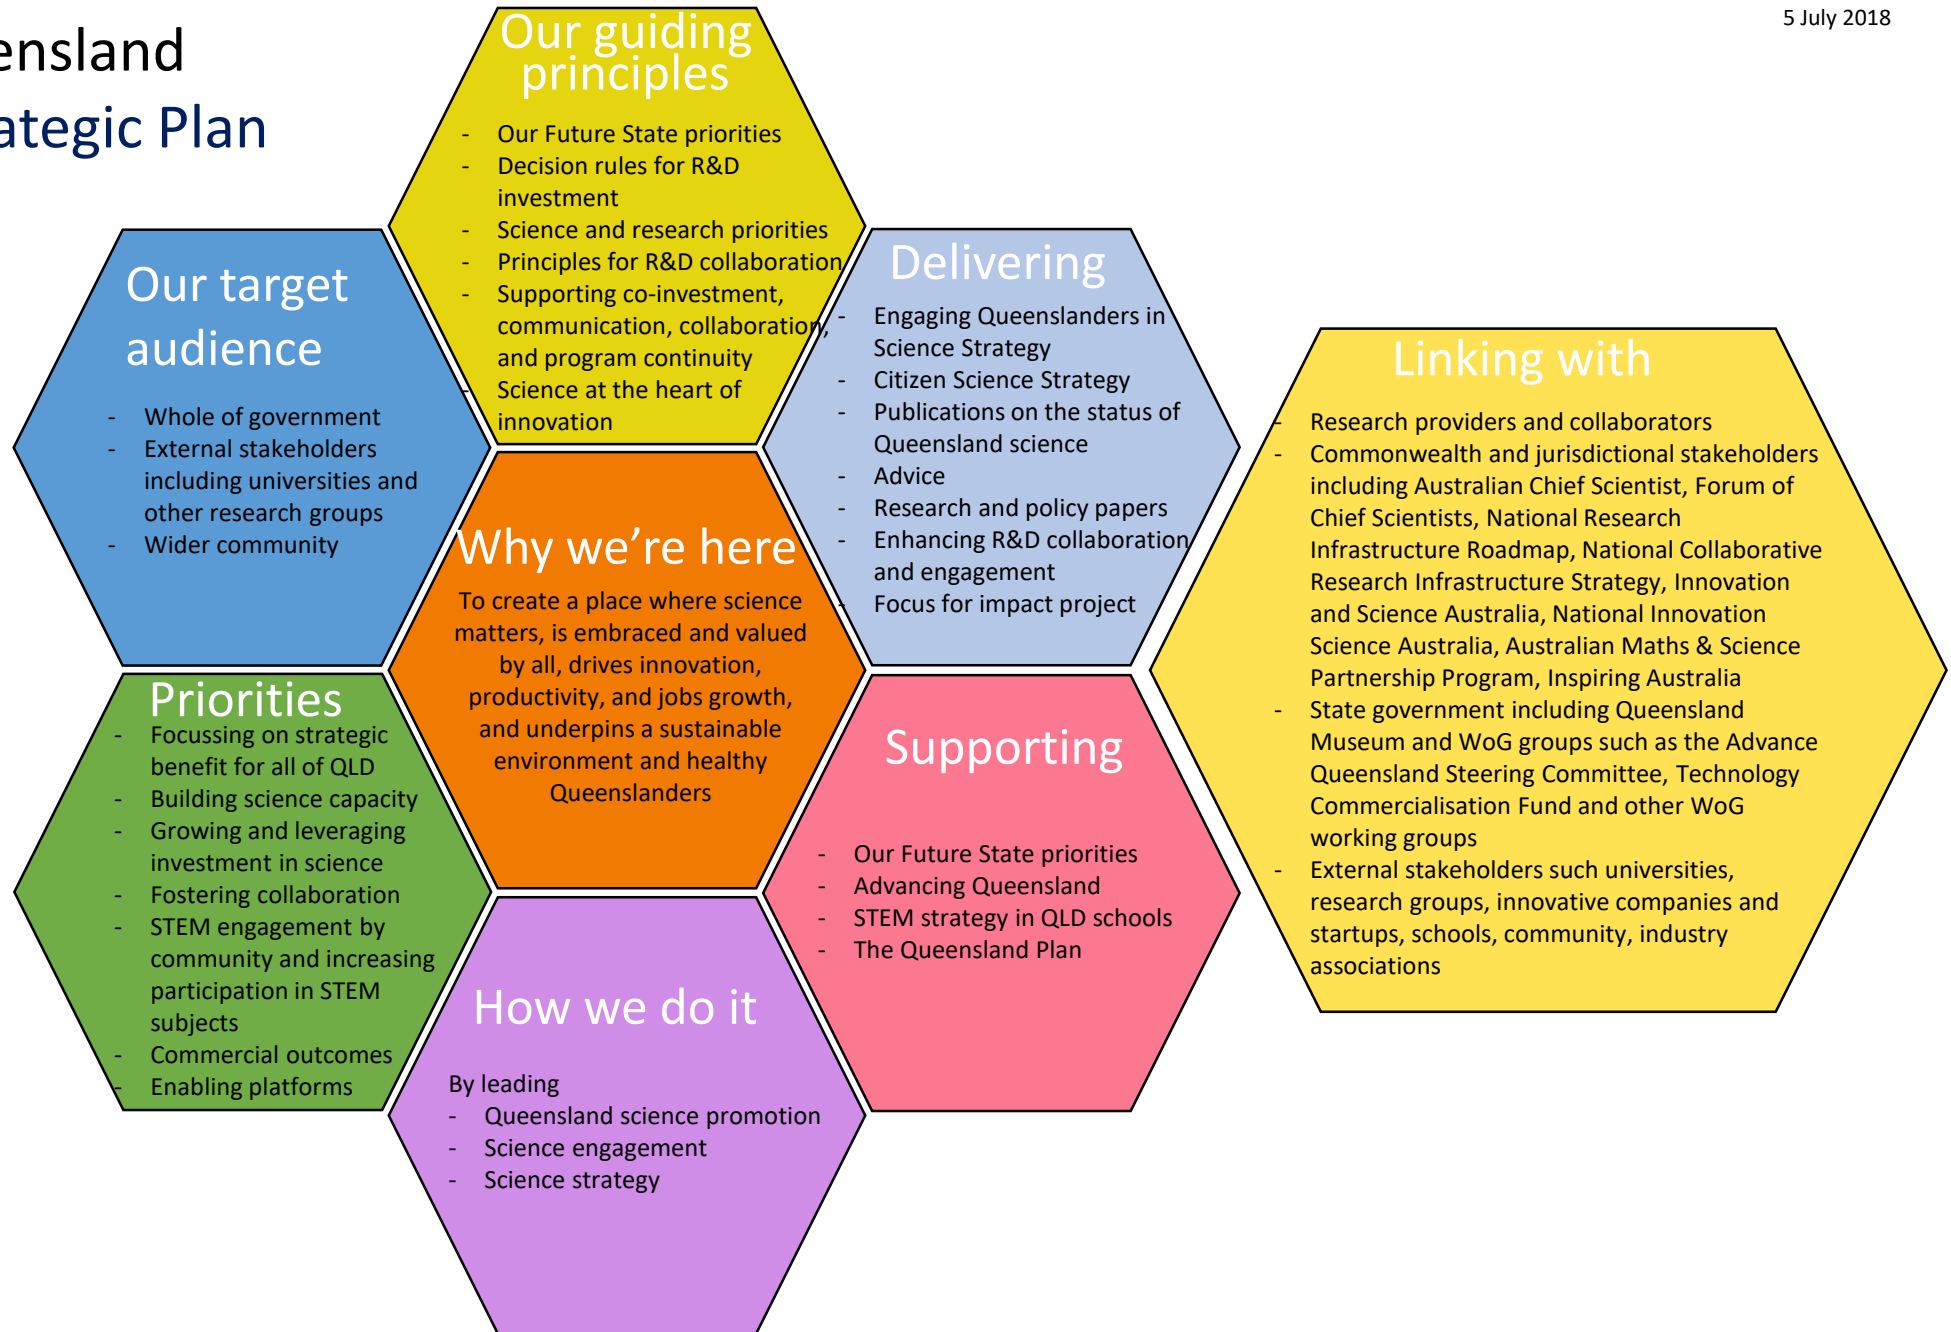 ensland
ategic Plan
5 July 2018
Our guiding
principles
- Our Future State priorities
- Decision rules for R&D
investment
- Science and research priorities
- Principles for R&D collaboration
- Supporting co-investment,
communication, collaboration,
and program continuity
- Science at the heart of
innovation
Our target
audience
- Whole of government
- External stakeholders
including universities and
other research groups
- Wider community
Delivering
- Engaging Queenslanders in
Science Strategy
- Citizen Science Strategy
- Publications on the status of
Queensland science
- Advice
- Research and policy papers
- Enhancing R&D collaboration
and engagement
- Focus for impact project
Linking with
- Research providers and collaborators
- Commonwealth and jurisdictional stakeholders
including Australian Chief Scientist, Forum of
Chief Scientists, National Research
Infrastructure Roadmap, National Collaborative
Research Infrastructure Strategy, Innovation
and Science Australia, National Innovation
Science Australia, Australian Maths & Science
Partnership Program, Inspiring Australia
- State government including Queensland
Museum and WoG groups such as the Advance
Queensland Steering Committee, Technology
Commercialisation Fund and other WoG
working groups
- External stakeholders such universities,
research groups, innovative companies and
startups, schools, community, industry
associations
Why we're here
To create a place where science
matters, is embraced and valued
by all, drives innovation,
productivity, and jobs growth,
and underpins a sustainable
environment and healthy
Queenslanders
Priorities
- Focussing on strategic
benefit for all of QLD
- Building science capacity
- Growing and leveraging
investment in science
- Fostering collaboration
- STEM engagement by
community and increasing
participation in STEM
subjects
- Commercial outcomes
- Enabling platforms
Supporting
- Our Future State priorities
- Advancing Queensland
- STEM strategy in QLD schools
- The Queensland Plan
How we do it
By leading
- Queensland science promotion
- Science engagement
- Science strategy